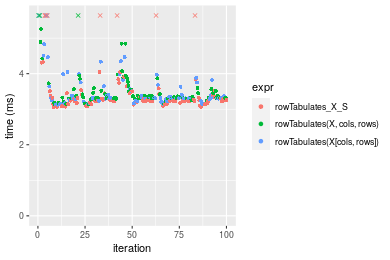 time (ms)
4
2
0
0
25
50
75
100
iteration
expr
rowTabulates_X_S
rowTabulates(X, cols, rows)
rowTabulates(X[cols, rows])